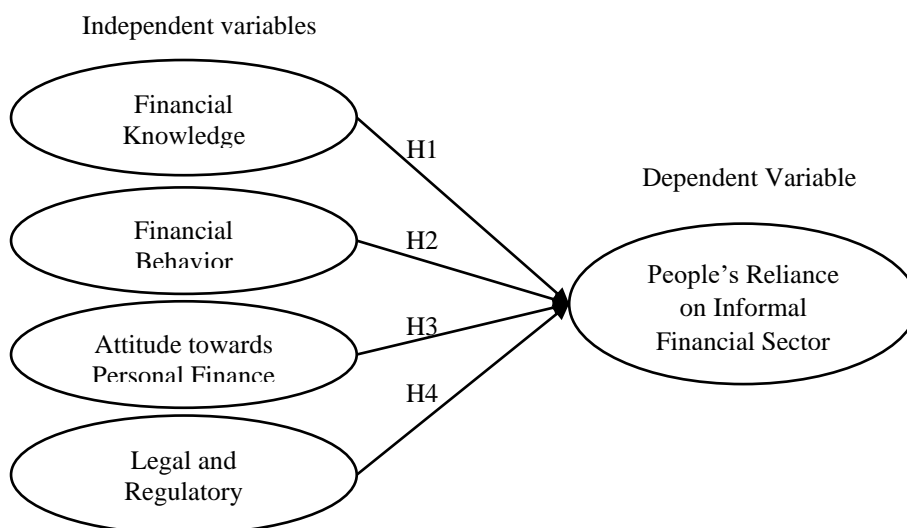 Independent variables
Financial
Knowledge
H1
Dependent Variable
Financial
Behavior
H2
People’s Reliance
on Informal
Financial Sector
Attitude towards
Personal Finance
H3
H4
Legal and
Regulatory